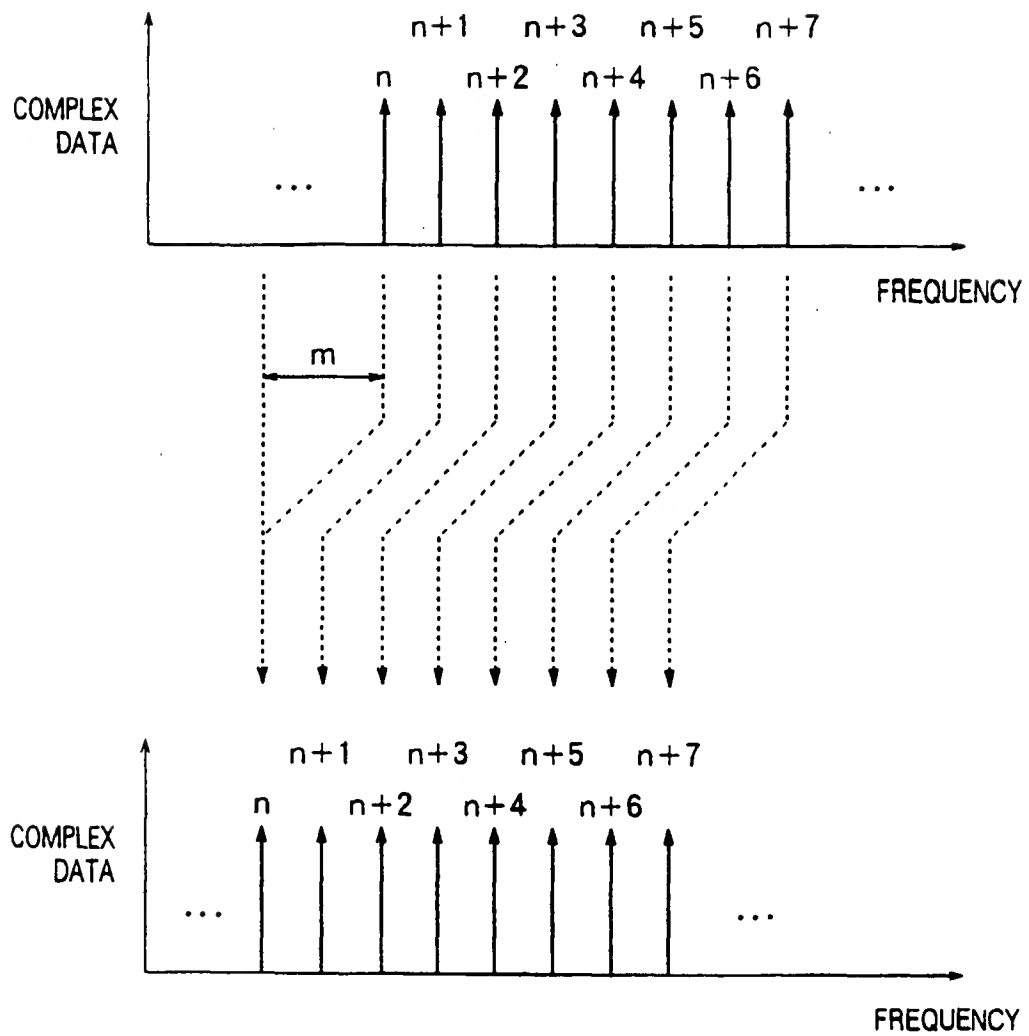 n+1 n+3 n+5 n+7
n n+2 n+4 n+6
COMPLEX
DATA
... ...
FREQUENCY
m
n+1 n+3 n+5 n+7
n n+2 n+4 n+6
COMPLEX
DATA
... ...
FREQUENCY